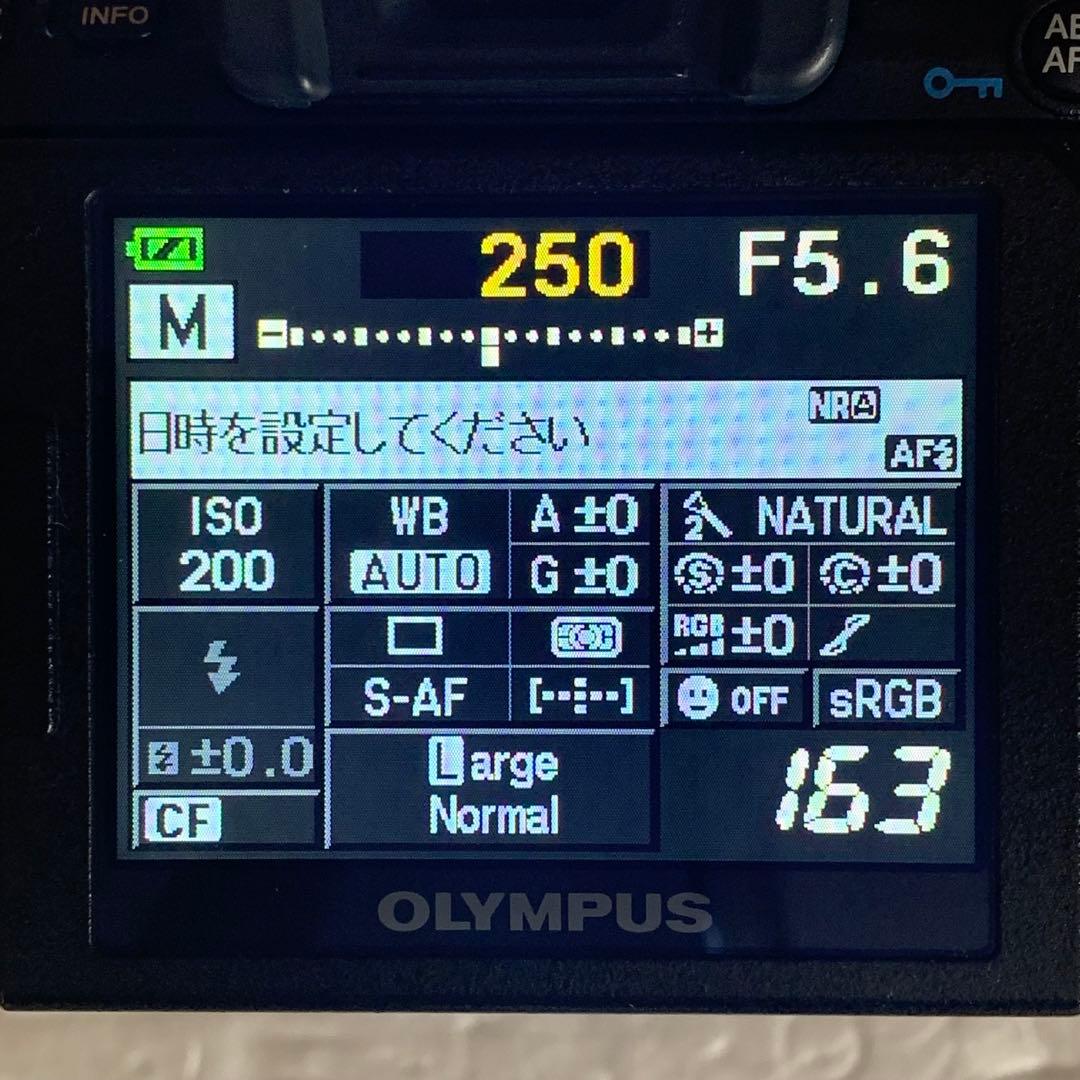 INFO
250 F5.6
M
日時を設定してください
NR
AF
ISO WB A ±0 2 NATURAL
200 AUTO G ±0 S ±0 C ±0
RGB ±0
S-AF OFF sRGB
±0.0 Large
CF Normal 163
OLYMPUS